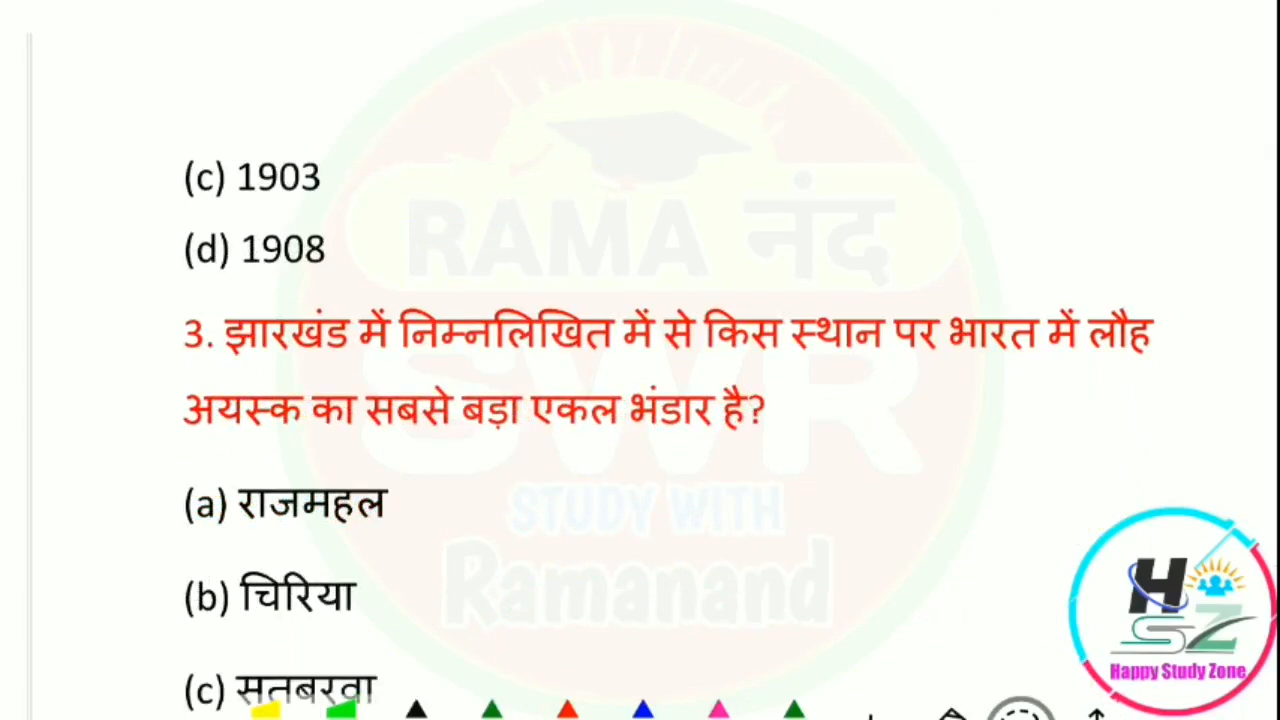 (c) 1903
(d) 1908
RAMA नंद
3. झारखंड में निम्नलिखित में से किस स्थान पर भारत में लौह
अयस्क का सबसे बड़ा एकल भंडार है?
SWR
(a) राजमहल
STUDY WITH
Ramanand
(b) चिरिया
HSZ
Happy Study Zone
(c) सतबरवा